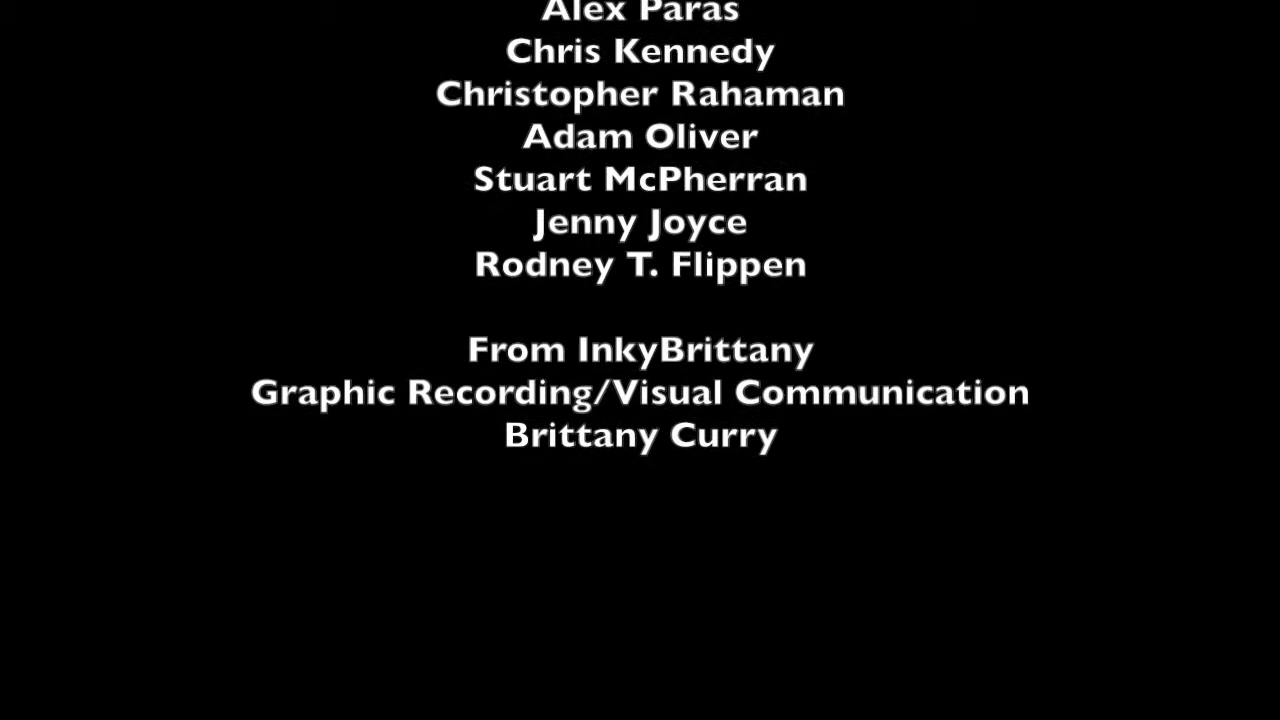 Alex Paras
Chris Kennedy
Christopher Rahaman
Adam Oliver
Stuart McPherran
Jenny Joyce
Rodney T. Flippen
From InkyBrittany
Graphic Recording/Visual Communication
Brittany Curry